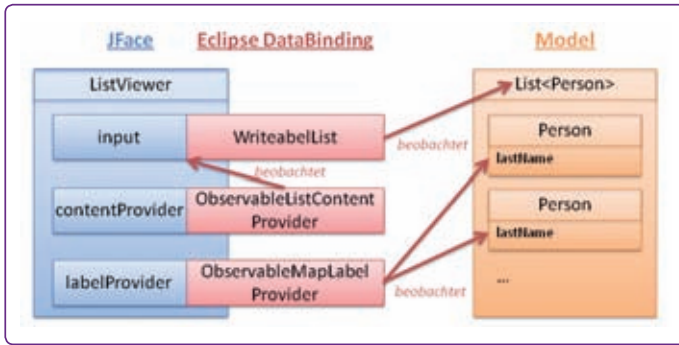 JFace
Eclipse DataBinding
Model
ListViewer
List<Person>
input
WriteabelList
beobachtet
Person
lastName
beobachtet
contentProvider
ObservableListContent
Provider
Person
lastName
labelProvider
ObservableMapLabel
Provider
beobachtet
...